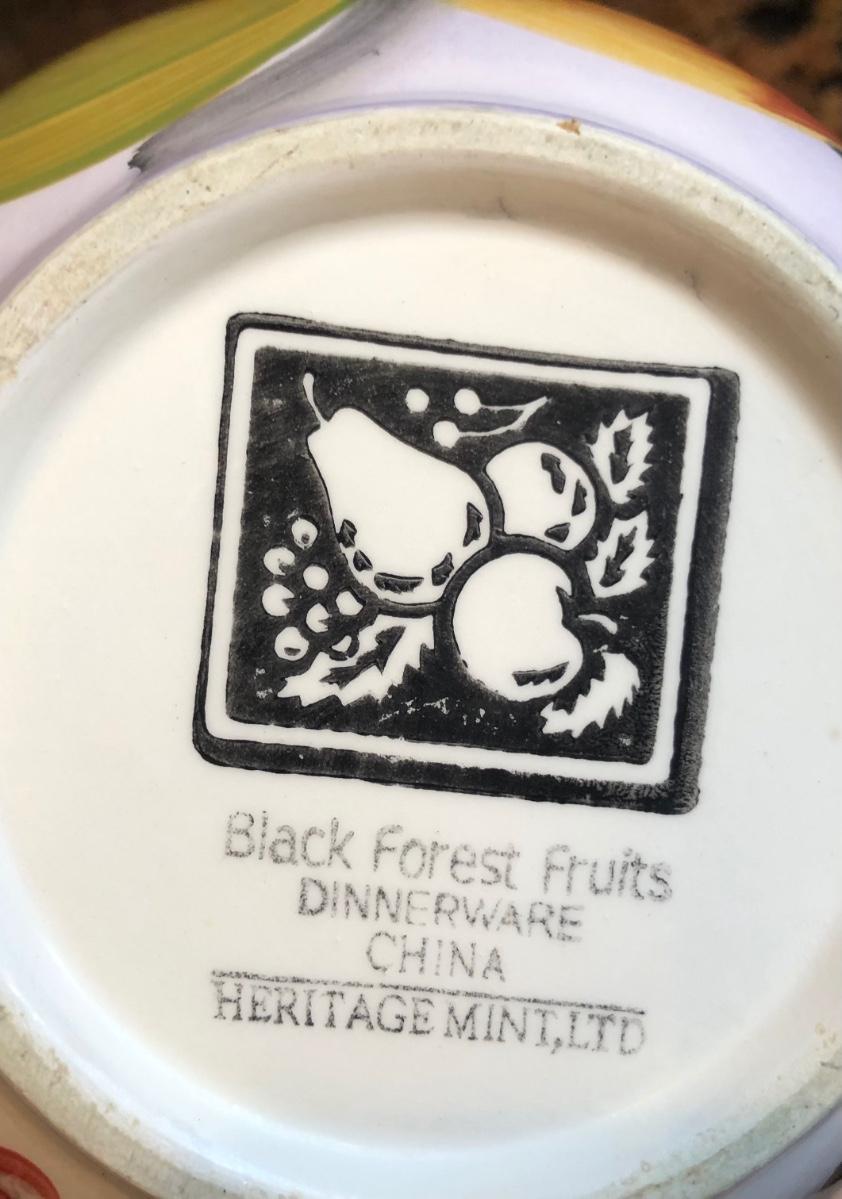 Black Forest Fruits
DINNERWARE
CHINA
HERITAGE MINT, LTD